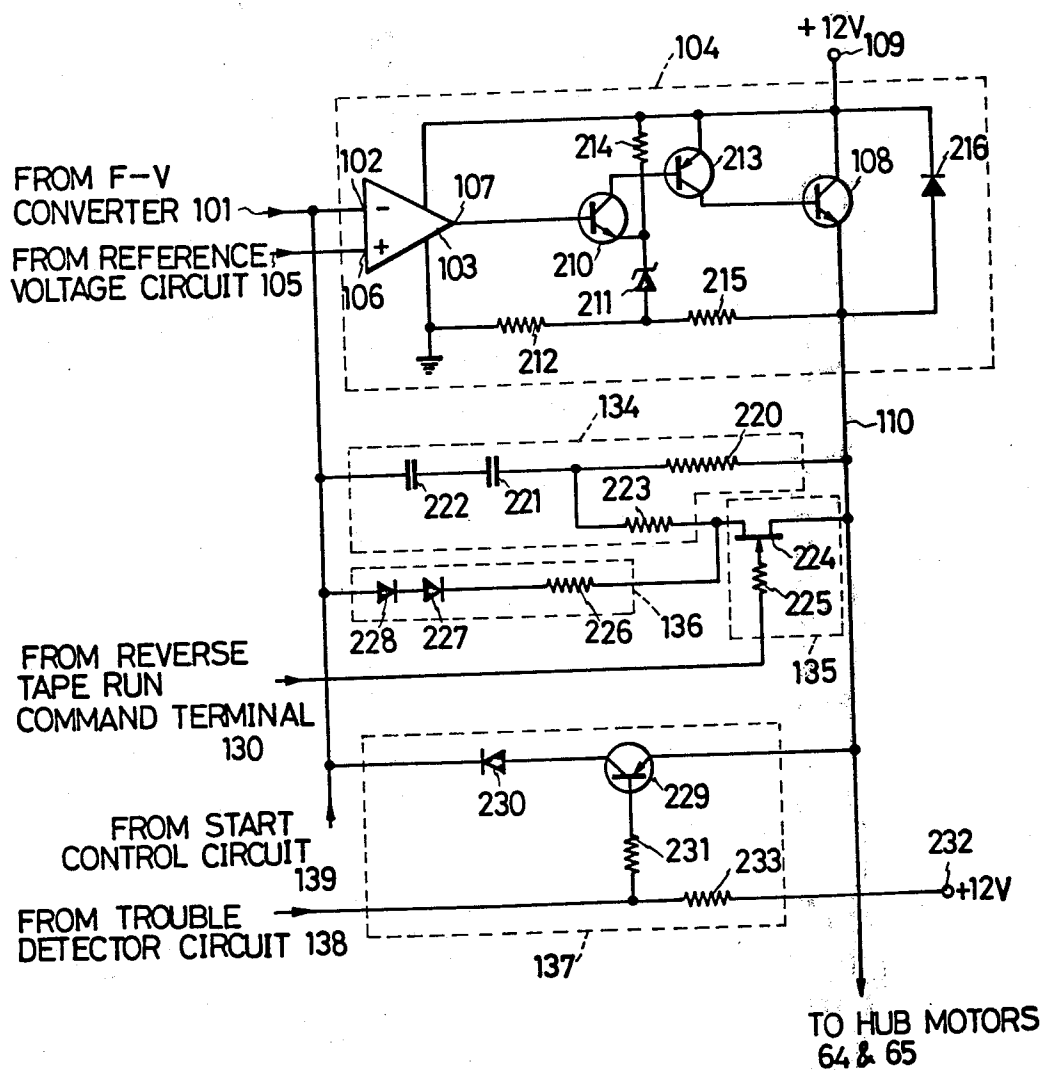 +12V
109
104
FROM F-V
CONVERTER 101
102
107
214
213
108
216
FROM REFERENCE
VOLTAGE CIRCUIT 105
106
103
210
211
215
212
134
220
110
222
221
223
224
225
228
227
226
136
135
FROM REVERSE
TAPE RUN
COMMAND TERMINAL
130
230
229
FROM START
CONTROL CIRCUIT
139
231
233
232
+12V
FROM TROUBLE
DETECTOR CIRCUIT 138
137
TO HUB MOTORS
64 & 65
-
+